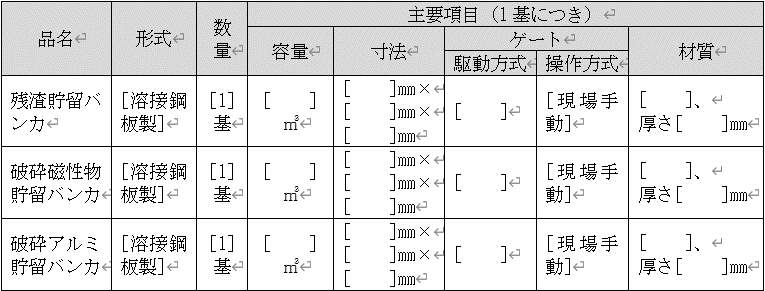 品名 形式 数量 主要項目（1基につき）
容量 寸法 ゲート 材質
駆動方式 操作方式
残渣貯留バンカ [溶接鋼板製] [1]基 [　　]㎥ [　　]㎜×[　　]㎜×[　　]㎜ [　　] [現場手動] [　　]、厚さ[　　]㎜
破砕磁性物貯留バンカ [溶接鋼板製] [1]基 [　　]㎥ [　　]㎜×[　　]㎜×[　　]㎜ [　　] [現場手動] [　　]、厚さ[　　]㎜
破砕アルミ貯留バンカ [溶接鋼板製] [1]基 [　　]㎥ [　　]㎜×[　　]㎜×[　　]㎜ [　　] [現場手動] [　　]、厚さ[　　]㎜